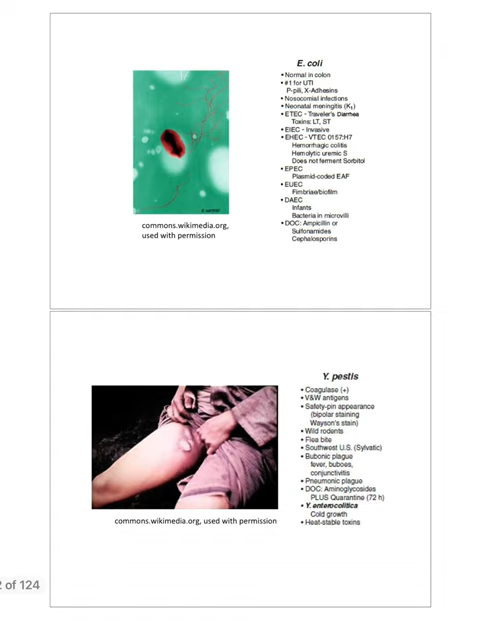 E. coli
• Normal in colon
• #1 for UTI
P-pili, X-Adhesins
• Nosocomial infections
• Neonatal meningitis (K₁)
• ETEC - Traveler's Diarrhea
Toxins: LT, ST
• EIEC - Invasive
• EHEC - VTEC 0157:H7
Hemorrhagic colitis
Hemolytic uremic S
Does not ferment Sorbitol
• EPEC
Plasmid-coded EAF
• EUEC
Fimbriae/biofilm
• DAEC
Infants
Bacteria in microvilli
• DOC: Ampicillin or
Sulfonamides
Cephalosporins
commons.wikimedia.org,
used with permission
Y. pestis
• Coagulase (+)
• V&W antigens
• Safety-pin appearance
(bipolar staining
Wayson's stain)
• Wild rodents
• Flea bite
• Southwest U.S. (Sylvatic)
• Bubonic plague
fever, buboes,
conjunctivitis
• Pneumonic plague
• DOC: Aminoglycosides
PLUS Quarantine (72 h)
• Y. enterocolitica
Cold growth
• Heat-stable toxins
commons.wikimedia.org, used with permission
of 124